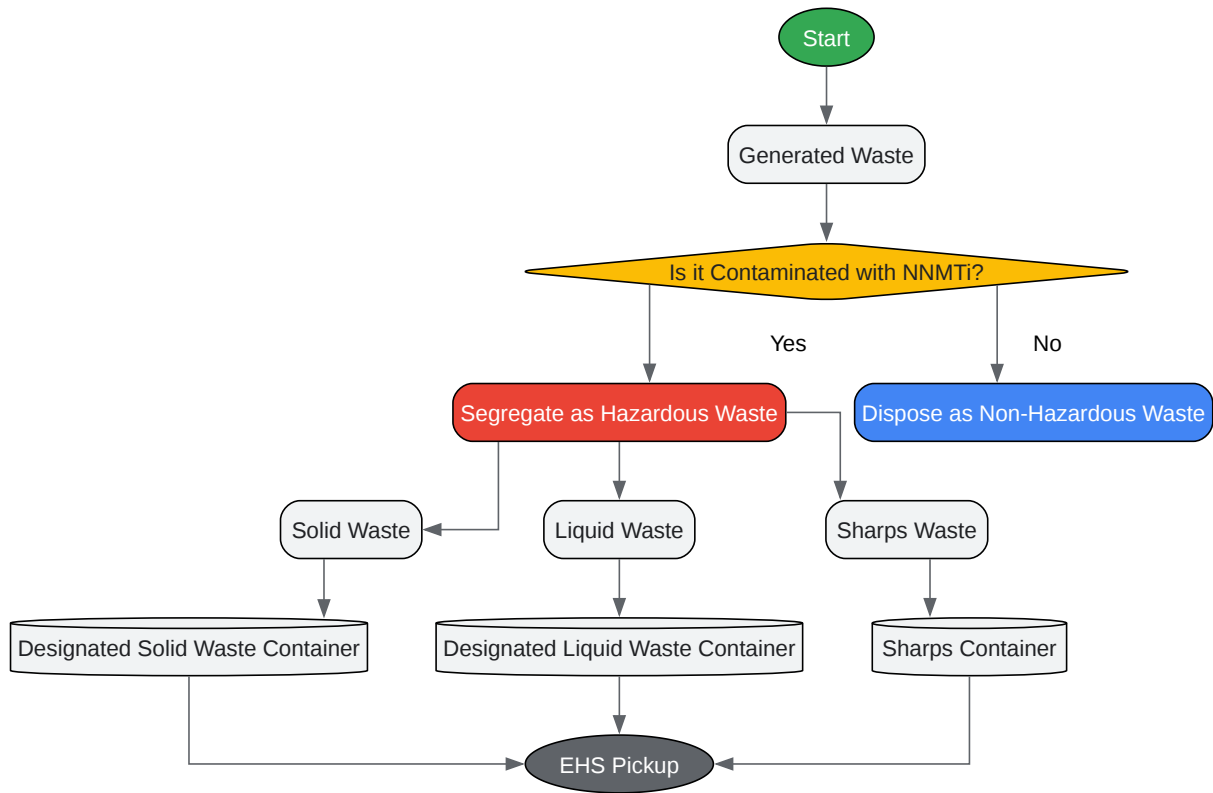 Start
Generated Waste
Is it Contaminated with NNMTi?
Yes
No
Segregate as Hazardous Waste
Dispose as Non-Hazardous Waste
Solid Waste
Liquid Waste
Sharps Waste
Designated Solid Waste Container
Designated Liquid Waste Container
Sharps Container
EHS Pickup